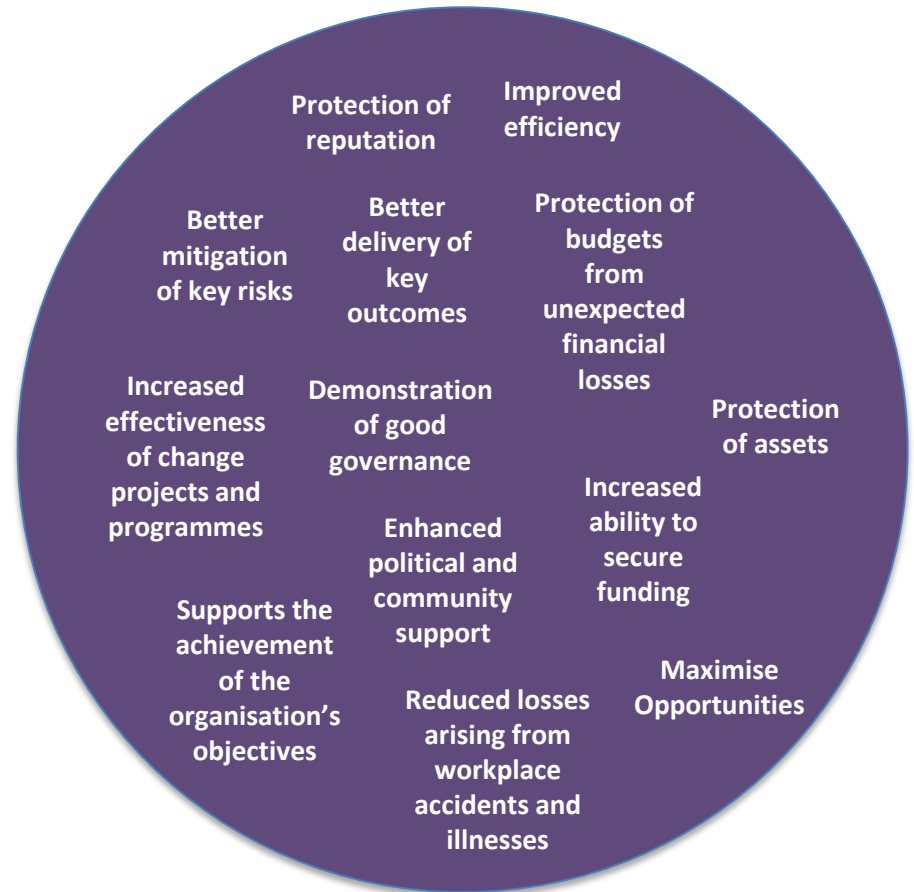 Protection of
reputation
Improved
efficiency
Better
mitigation
of key risks
Better
delivery of
key
outcomes
Protection of
budgets
from
unexpected
financial
losses
Increased
effectiveness
of change
projects and
programmes
Demonstration
of good
governance
Protection
of assets
Increased
ability to
secure
funding
Enhanced
political and
community
support
Supports the
achievement
of the
organisation’s
objectives
Reduced losses
arising from
workplace
accidents and
illnesses
Maximise
Opportunities